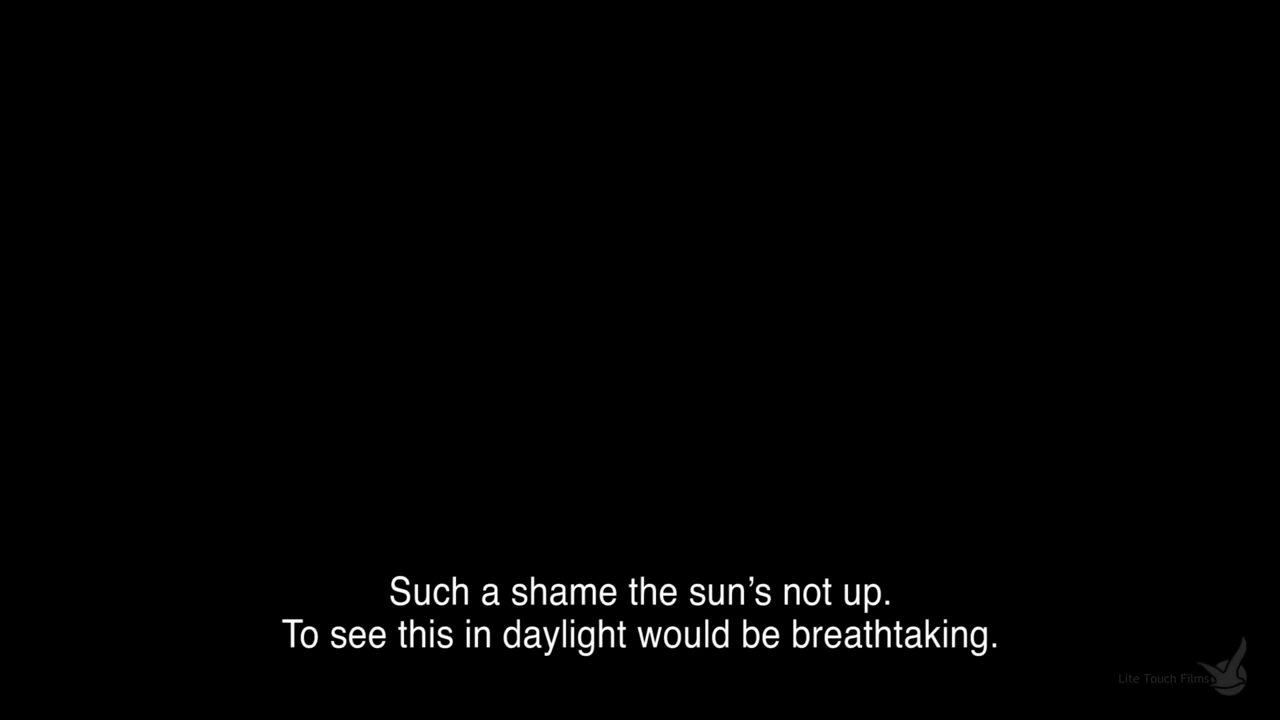 Such a shame the sun’s not up.
To see this in daylight would be breathtaking.
Lite Touch Films